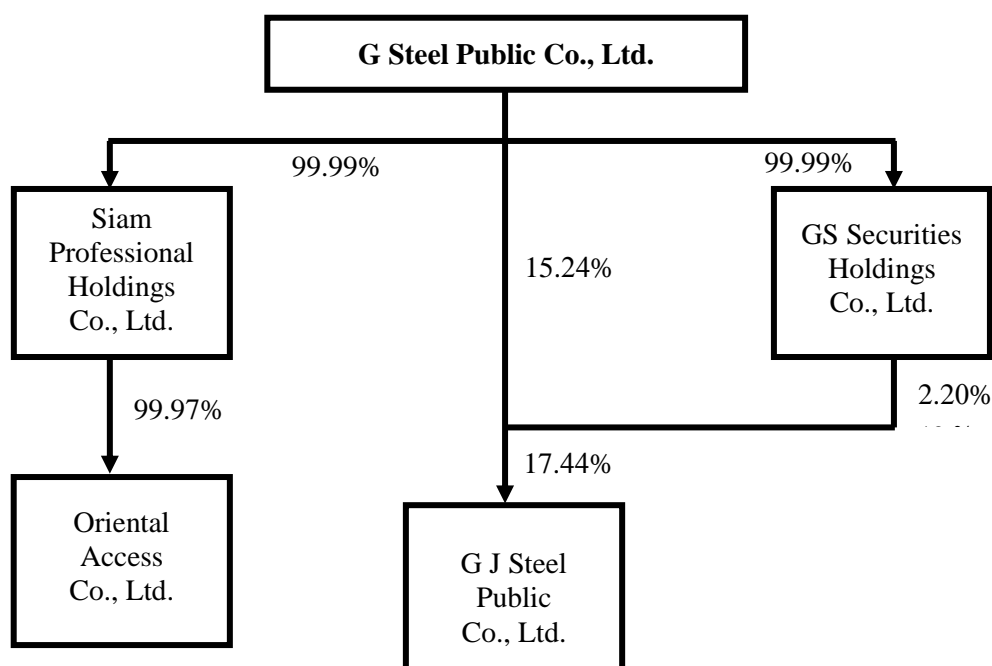 G Steel Public Co., Ltd.
99.99%
99.99%
Siam
Professional
Holdings
Co., Ltd.
15.24%
GS Securities
Holdings
Co., Ltd.
99.97%
2.20%
17.44%
Oriental
Access
Co., Ltd.
G J Steel
Public
Co., Ltd.